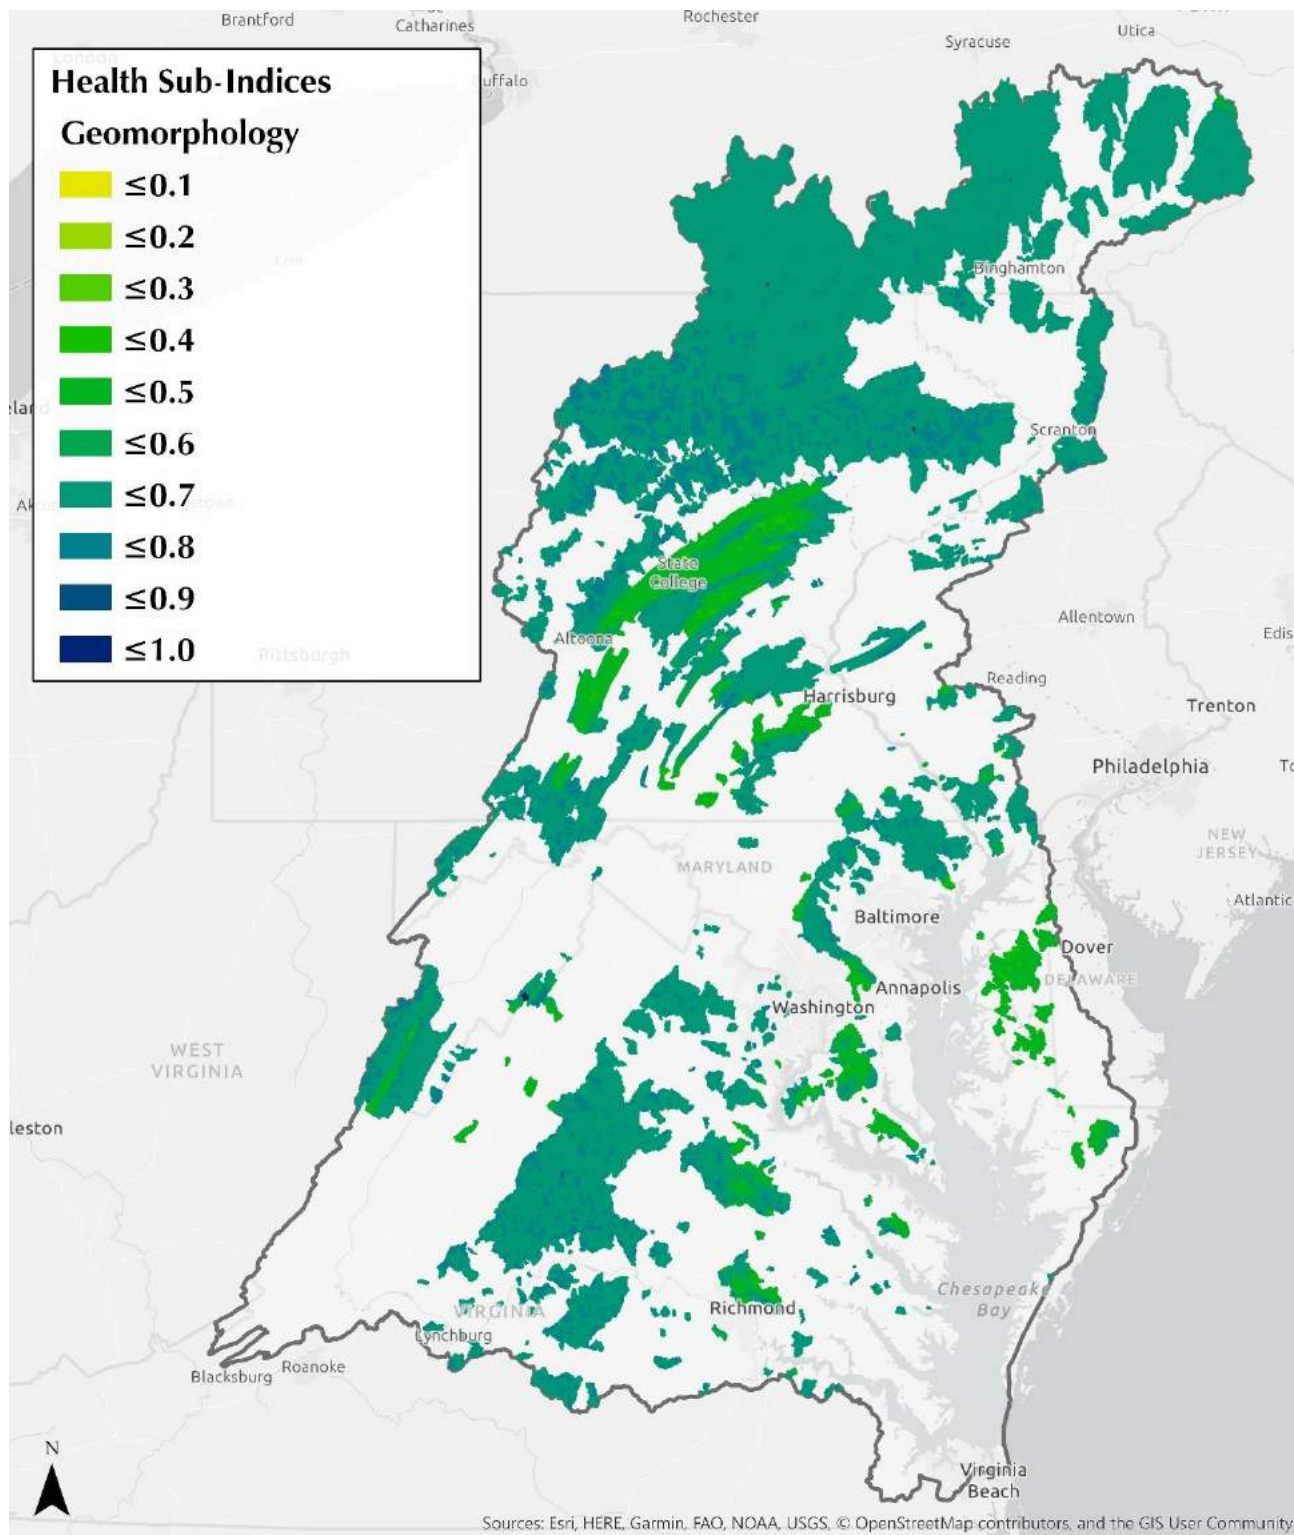 Brantford
Catharines
Rochester
Syracuse
Utica
London
Buffalo
Health Sub-Indices
Geomorphology
≤0.1
≤0.2
≤0.3
≤0.4
≤0.5
≤0.6
≤0.7
≤0.8
≤0.9
≤1.0
Erie
Binghamton
Scranton
State
College
Allentown
Altoona
Pittsburgh
Reading
Harrisburg
Trenton
Philadelphia
NEW
JERSEY
MARYLAND
Atlantic
Baltimore
Dover
DELAWARE
Annapolis
Washington
WEST
VIRGINIA
leston
Chesapeake
Bay
Richmond
VIRGINIA
Lynchburg
Roanoke
Blacksburg
N
Virginia
Beach
Sources: Esri, HERE, Garmin, FAO, NOAA, USGS, © OpenStreetMap contributors, and the GIS User Community